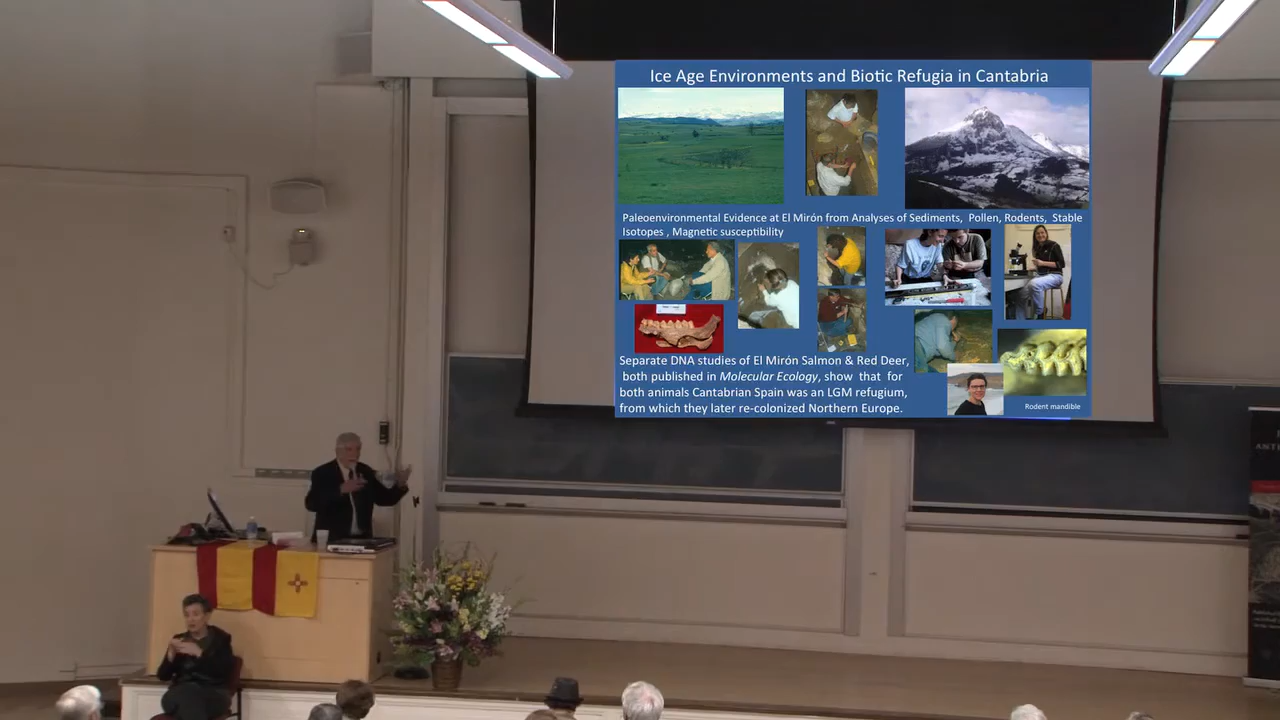 Ice Age Environments and Biotic Refugia in Cantabria
Paleoenvironmental Evidence at El Mirón from Analyses of Sediments, Pollen, Rodents, Stable
Isotopes , Magnetic susceptibility
Separate DNA studies of El Mirón Salmon & Red Deer,
both published in Molecular Ecology, show that for
both animals Cantabrian Spain was an LGM refugium,
from which they later re-colonized Northern Europe.
Rodent mandible